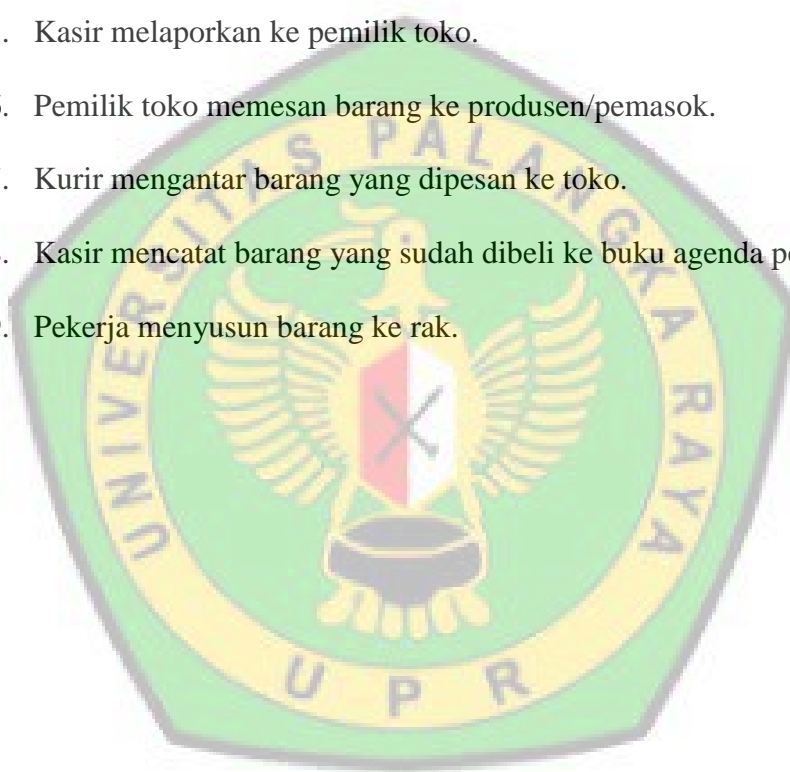 . Kasir melaporkan ke pemilik toko.
. Pemilik toko memesan barang ke produsen/pemasok.
. Kurir mengantar barang yang dipesan ke toko.
. Kasir mencatat barang yang sudah dibeli ke buku agenda
. Pekerja menyusun barang ke rak.
UNIVERSITAS PALANGKA RAYA
UPR